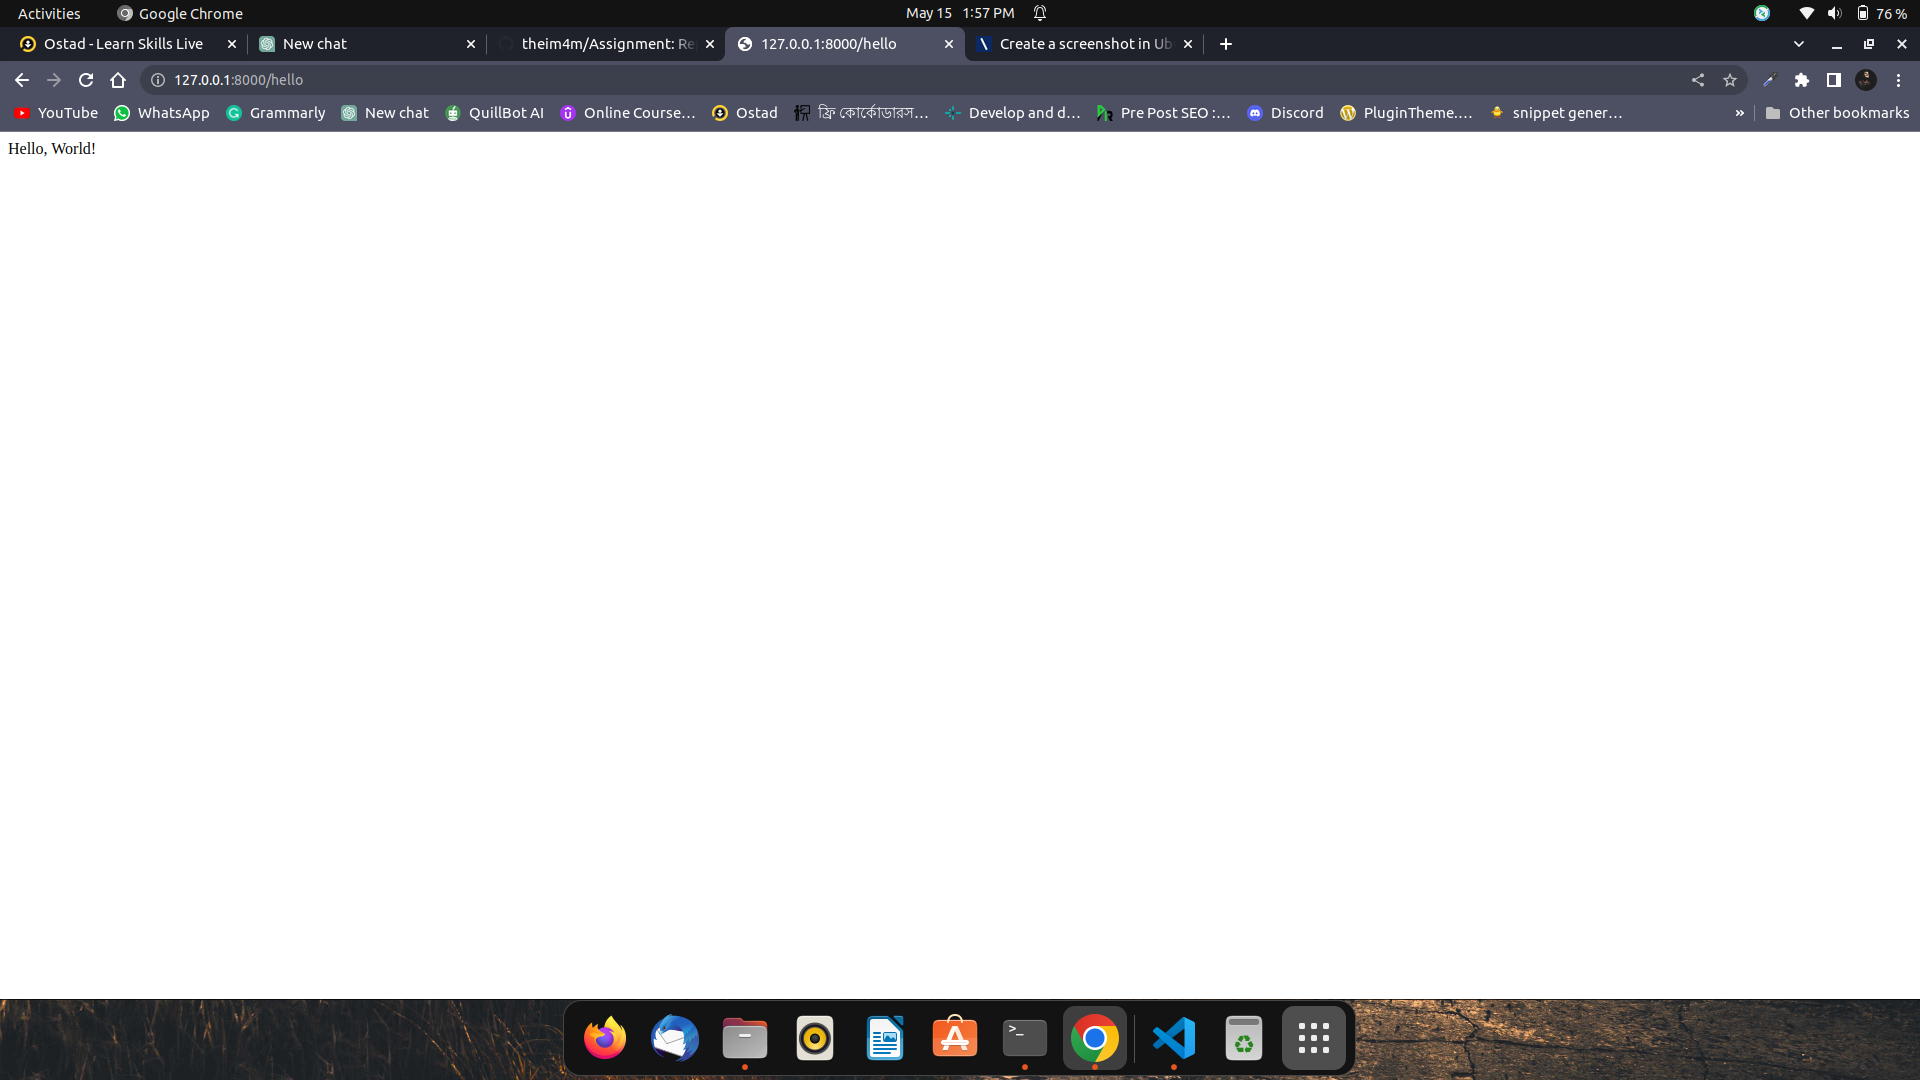 Activities Google Chrome May 15 1:57 PM 76 %
Ostad - Learn Skills Live New chat theim4m/Assignment: Re 127.0.0.1:8000/hello Create a screenshot in Ub
127.0.0.1:8000/hello
YouTube WhatsApp Grammarly New chat QuillBot AI Online Course... Ostad ফ্রি কোর্কোডারস... Develop and d... Pre Post SEO :... Discord PluginTheme.... snippet gener... » Other bookmarks
Hello, World!